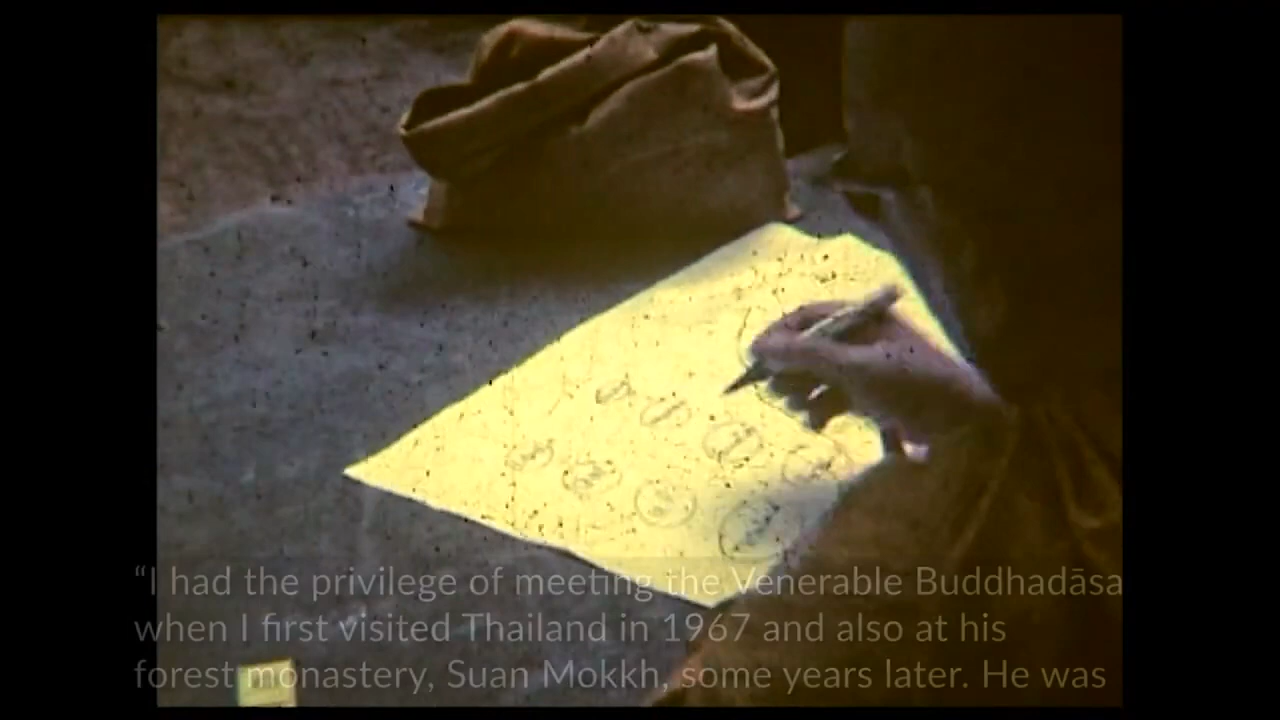 “I had the privilege of meeting the Venerable Buddhadāsa
when I first visited Thailand in 1967 and also at his
forest monastery, Suan Mokkh, some years later. He was